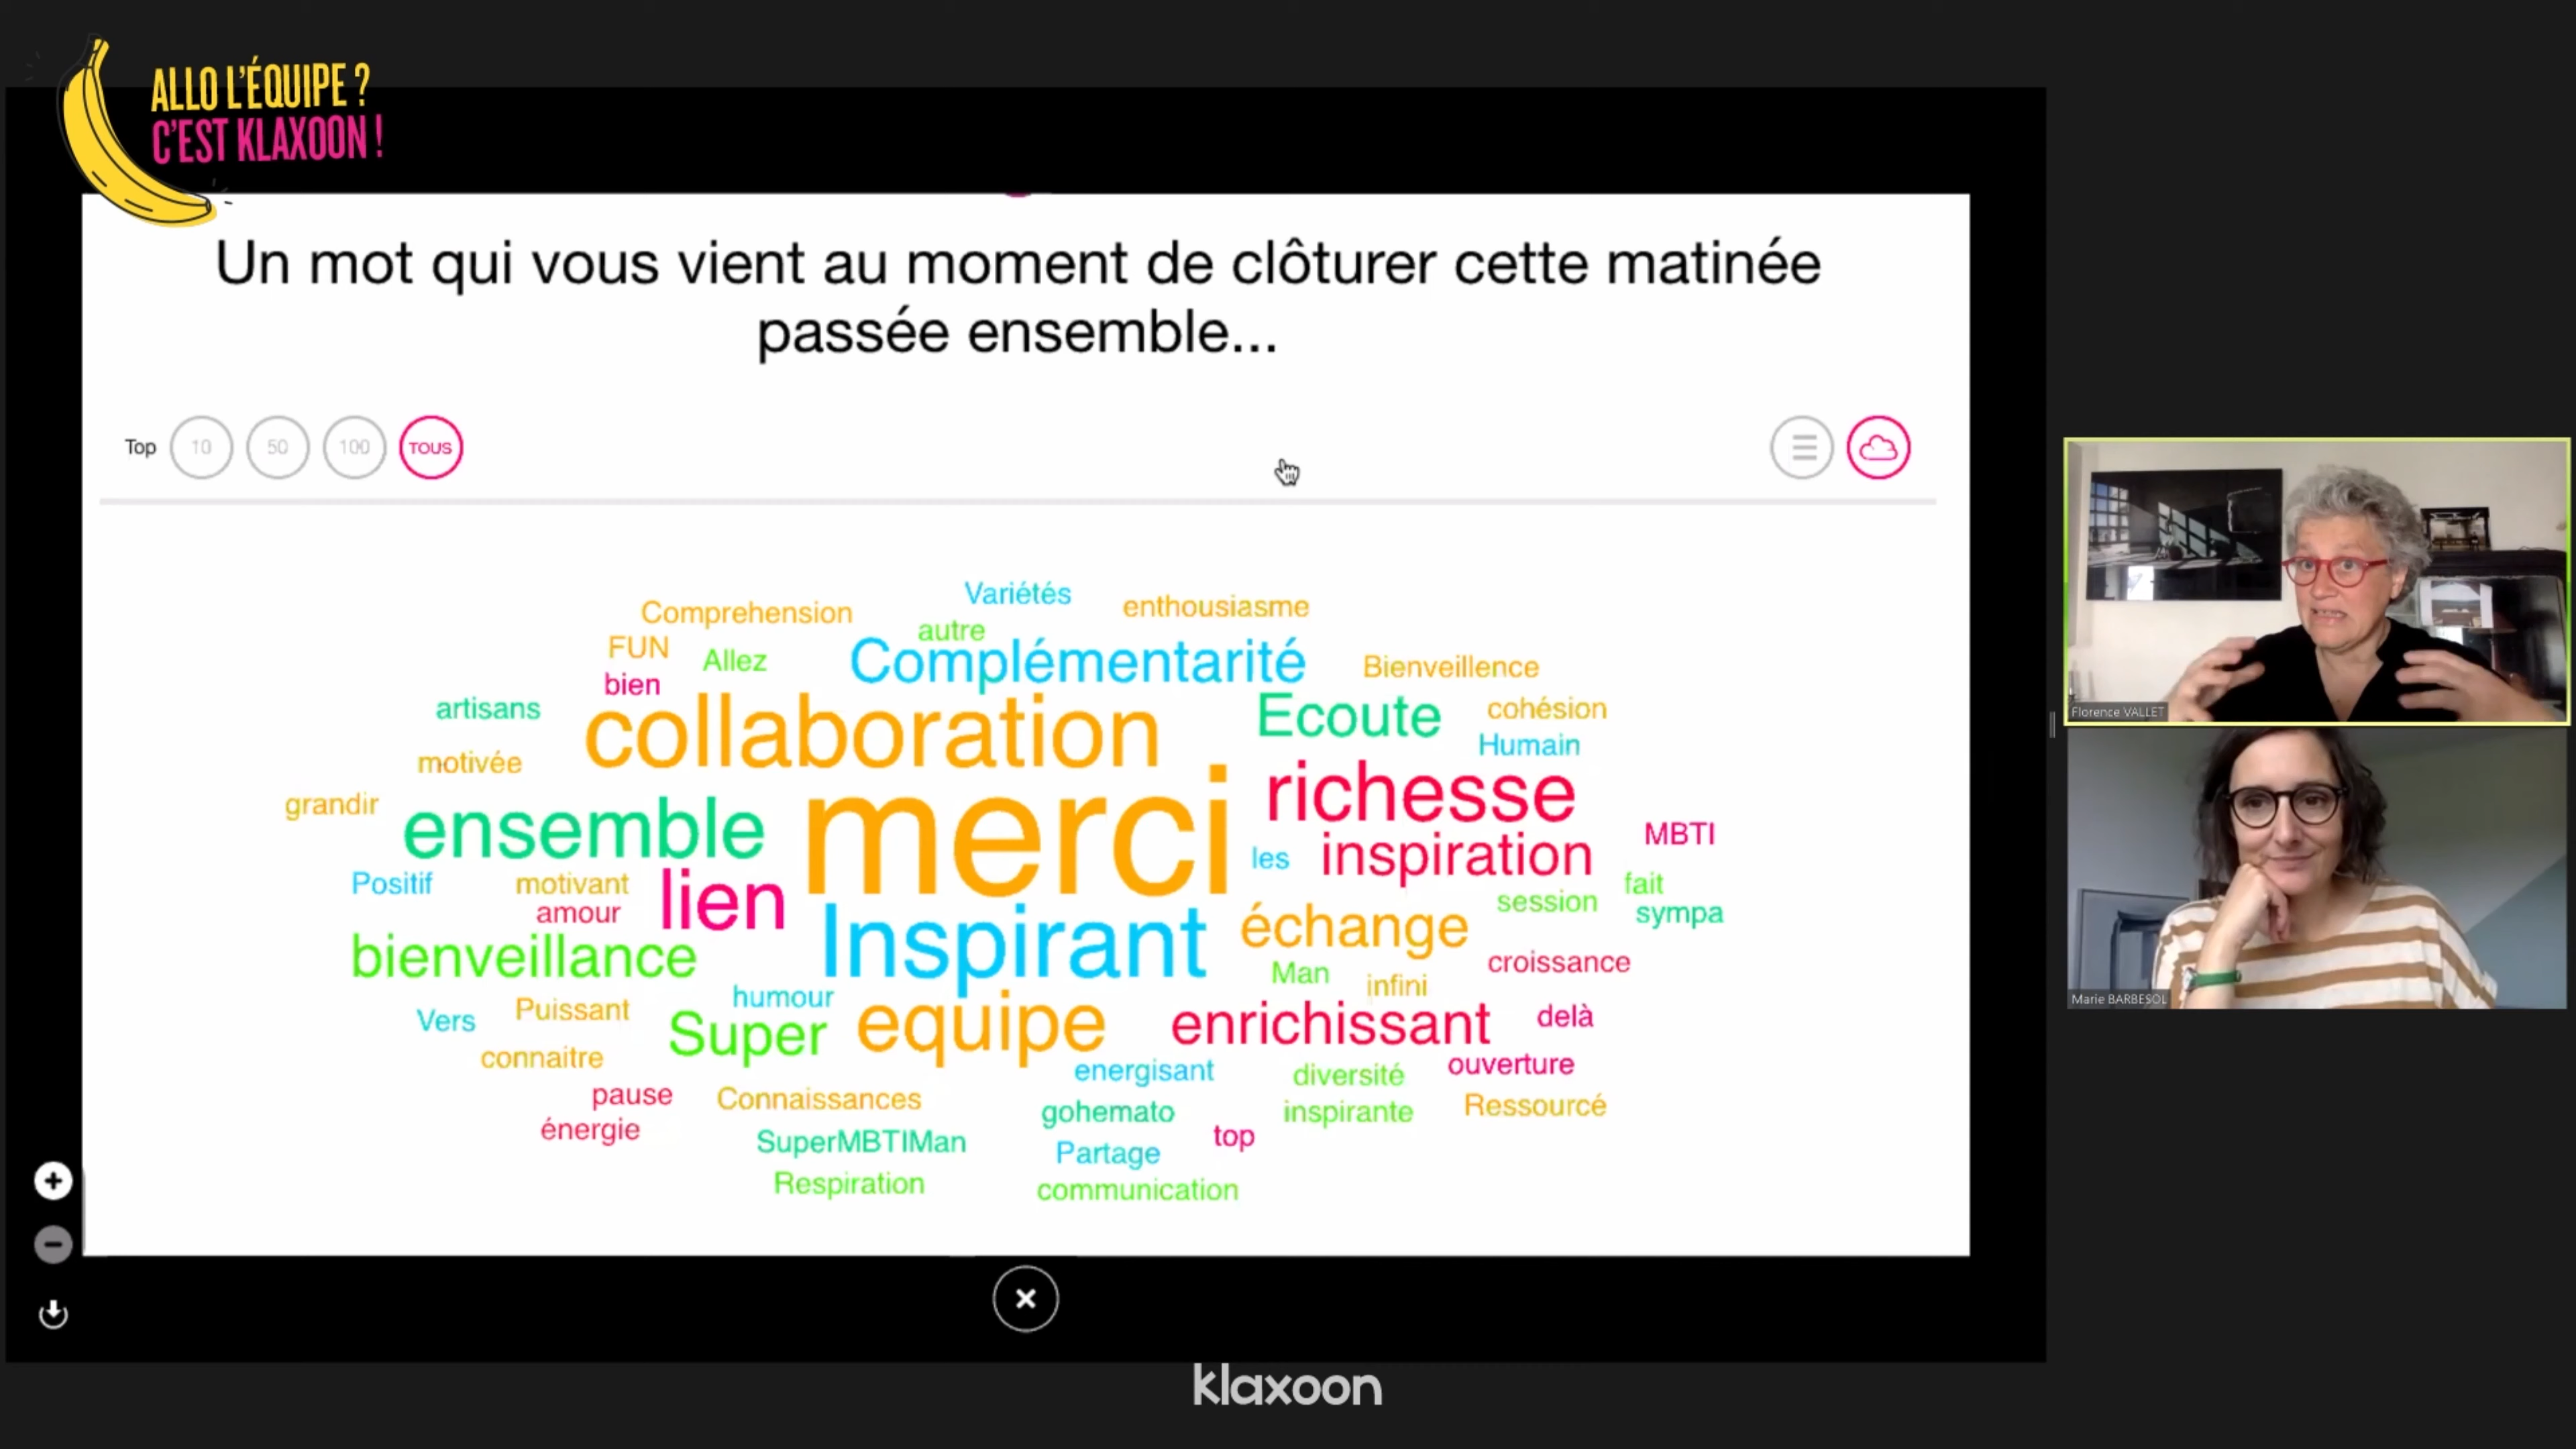 ALLO L'ÉQUIPE ?
C'EST KLAXOON !
Un mot qui vous vient au moment de clôturer cette matinée
passée ensemble...
Top 10 50 100 TOUS
Variétés
enthousiasme
Comprehension
autre
FUN
Allez
Complémentarité
Bienveillence
bien
artisans
collaboration
Ecoute
cohésion
Humain
motivée
richesse
grandir
ensemble
merci
MBTI
les
inspiration
Positif
motivant
lien
fait
amour
session
sympa
bienveillance
Inspirant
échange
croissance
Man
infini
humour
Puissant
Vers
Super
equipe
enrichissant
delà
connaitre
energisant
diversité
ouverture
pause
Connaissances
gohemato
inspirante
Ressourcé
énergie
SuperMBTIMan
top
Partage
Respiration
communication
Florence VALLET
Marie BARBESOL
klaxoon